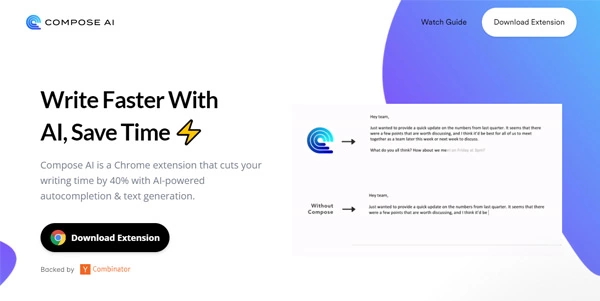 COMPOSE AI
Watch Guide
Download Extension
Write Faster With
AI, Save Time ⚡
Compose AI is a Chrome extension that cuts your
writing time by 40% with AI-powered
autocompletion & text generation.
Download Extension
Backed by Y Combinator
Hey team,
Just wanted to provide a quick update on the numbers from last quarter. It seems that there
were a few points that are worth discussing, and I think it'd be best for all of us to meet
together as a team later this week or next week to discuss.
What do you all think? How about we meet on Friday at 9am?
Without
Compose
Hey team,
Just wanted to provide a quick update on the numbers from last quarter. It seems that there
were a few points that are worth discussing, and I think it'd be